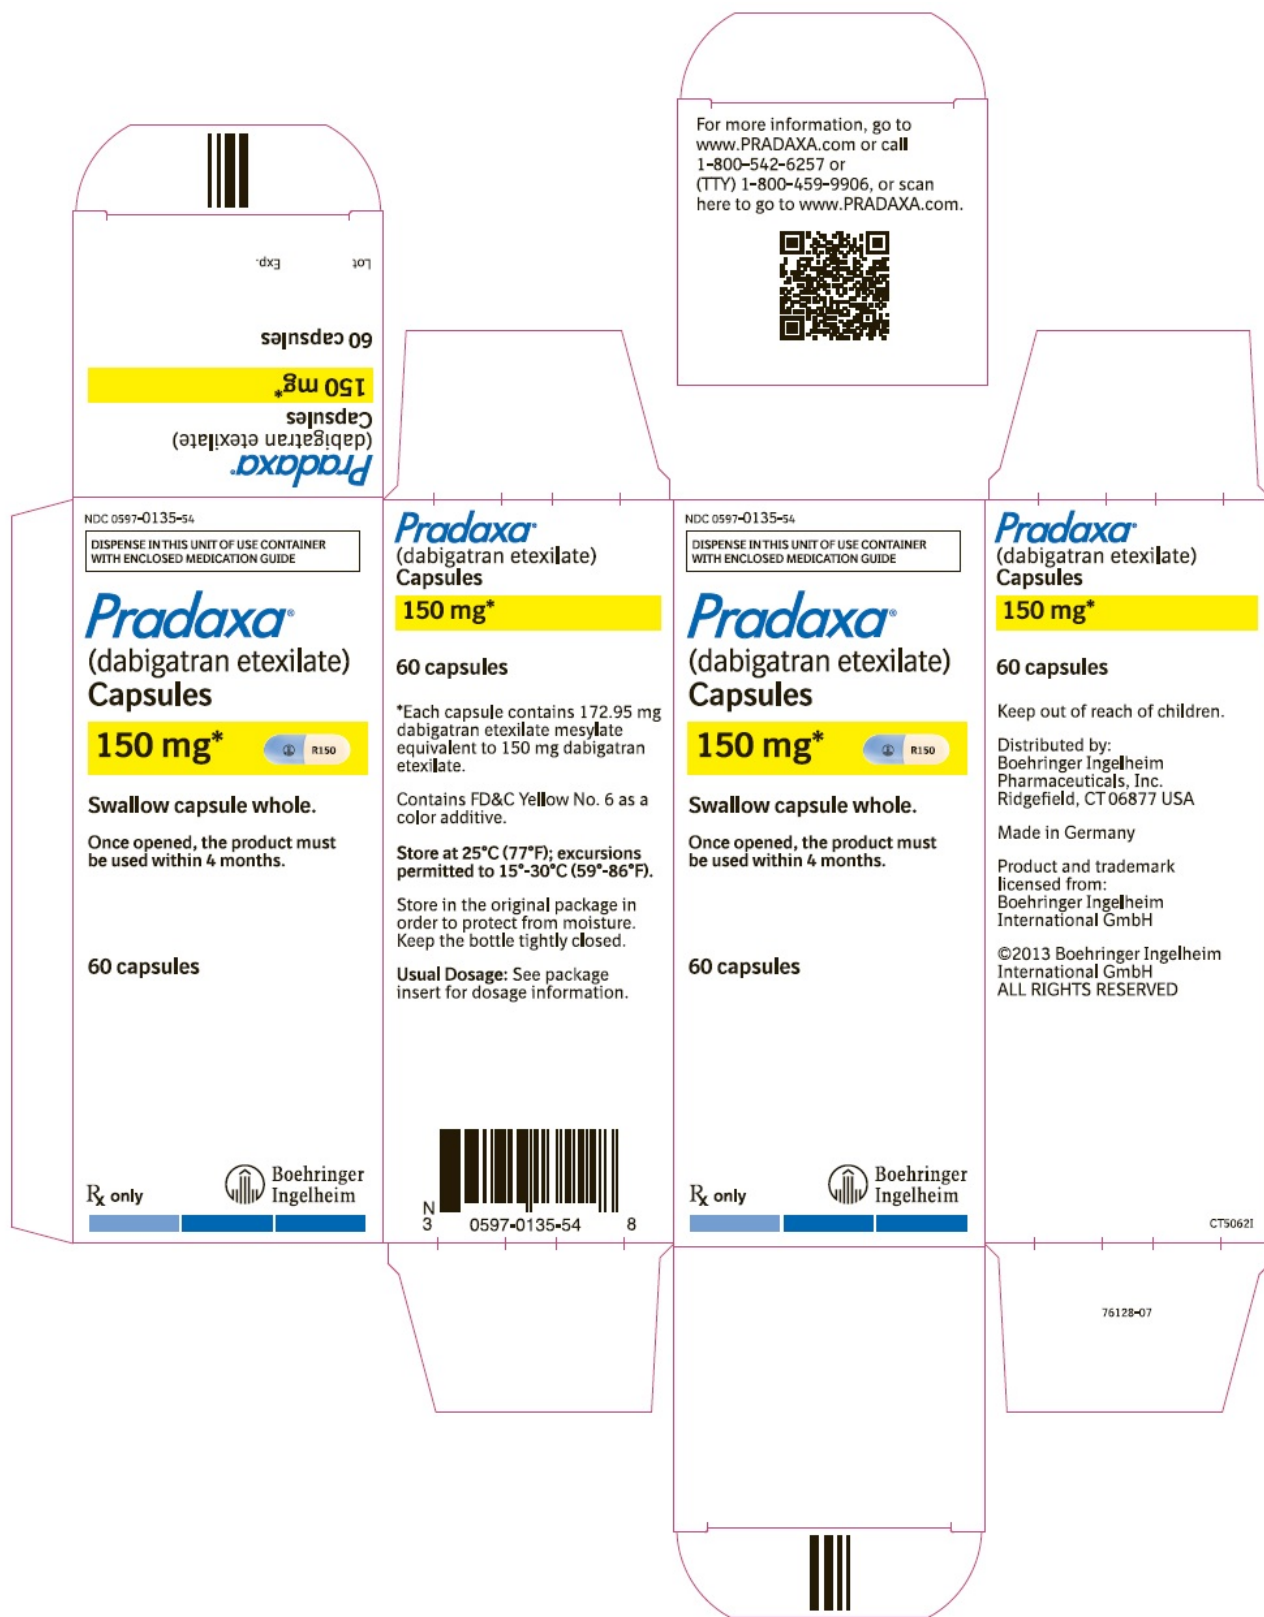 For more information, go to
www.PRADAXA.com or call
1-800-542-6257 or
(TTY) 1-800-459-9906, or scan
here to go to www.PRADAXA.com.
Pradaxa®
(dabigatran etexilate)
Capsules
150 mg*
60 capsules
Lot Exp.
NDC 0597-0135-54
DISPENSE IN THIS UNIT OF USE CONTAINER
WITH ENCLOSED MEDICATION GUIDE
Pradaxa®
(dabigatran etexilate)
Capsules
150 mg*
R150
Swallow capsule whole.
Once opened, the product must
be used within 4 months.
60 capsules
Rx only
Boehringer
Ingelheim
Pradaxa®
(dabigatran etexilate)
Capsules
150 mg*
60 capsules
*Each capsule contains 172.95 mg
dabigatran etexilate mesylate
equivalent to 150 mg dabigatran
etexilate.
Contains FD&C Yellow No. 6 as a
color additive.
Store at 25°C (77°F); excursions
permitted to 15°-30°C (59°-86°F).
Store in the original package in
order to protect from moisture.
Keep the bottle tightly closed.
Usual Dosage: See package
insert for dosage information.
N
3 0597-0135-54 8
NDC 0597-0135-54
DISPENSE IN THIS UNIT OF USE CONTAINER
WITH ENCLOSED MEDICATION GUIDE
Pradaxa®
(dabigatran etexilate)
Capsules
150 mg*
R150
Swallow capsule whole.
Once opened, the product must
be used within 4 months.
60 capsules
Rx only
Boehringer
Ingelheim
Pradaxa®
(dabigatran etexilate)
Capsules
150 mg*
60 capsules
Keep out of reach of children.
Distributed by:
Boehringer Ingelheim
Pharmaceuticals, Inc.
Ridgefield, CT 06877 USA
Made in Germany
Product and trademark
licensed from:
Boehringer Ingelheim
International GmbH
©2013 Boehringer Ingelheim
International GmbH
ALL RIGHTS RESERVED
CT5062I
76128-07